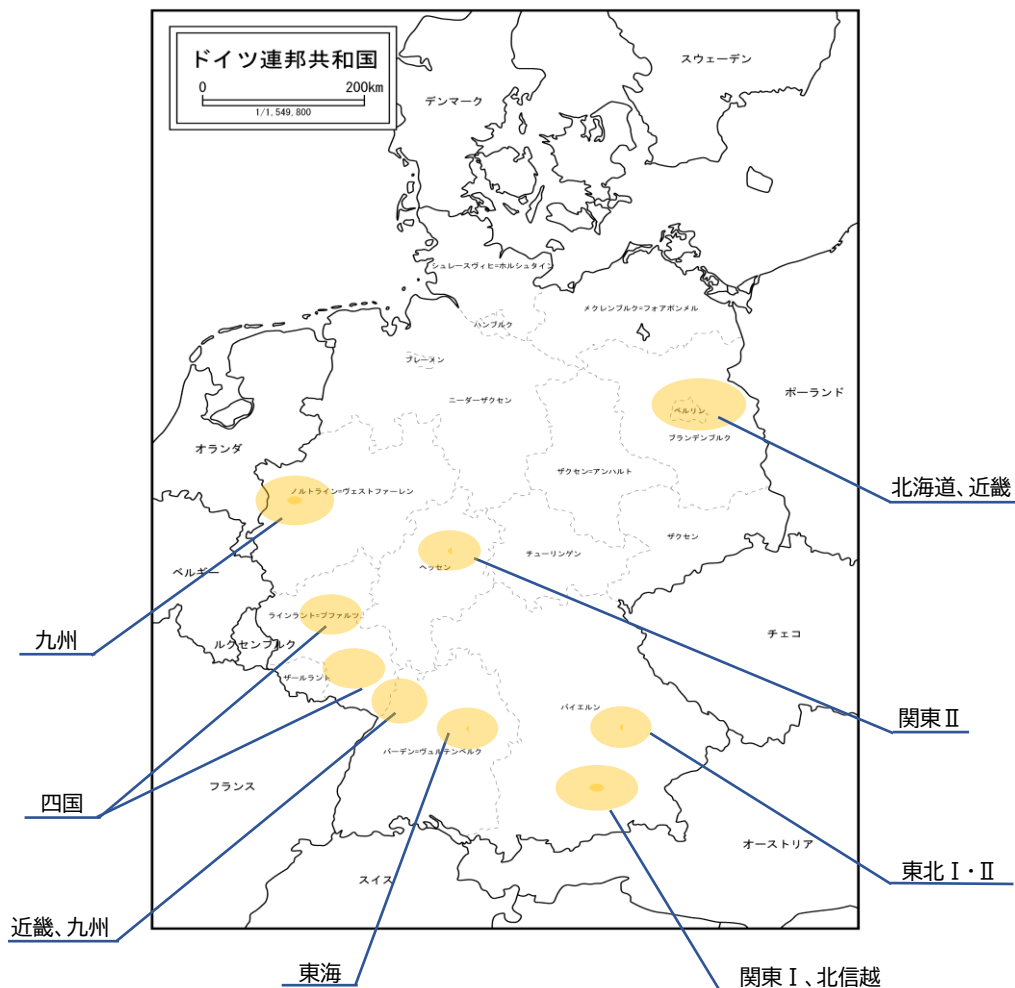 ドイツ連邦共和国
0 200km
1/1,549,800
スウェーデン
デンマーク
シュレースヴィヒ=ホルシュタイン
メクレンブルク=フォアポンメル
ハンブルク
ブレーメン
ポーランド
ニーダーザクセン
ベルリン
ブランデンブルク
オランダ
ザクセン=アンハルト
北海道、近畿
ノルトライン=ヴェストファーレン
ザクセン
チューリンゲン
ヘッセン
ベルギー
ラインラント=プファルツ
九州
チェコ
ルクセンブルク
ザールラント
バイエルン
関東Ⅱ
バーデン=ヴュルテンベルク
フランス
四国
オーストリア
東北Ⅰ・Ⅱ
スイス
近畿、九州
東海
関東Ⅰ、北信越